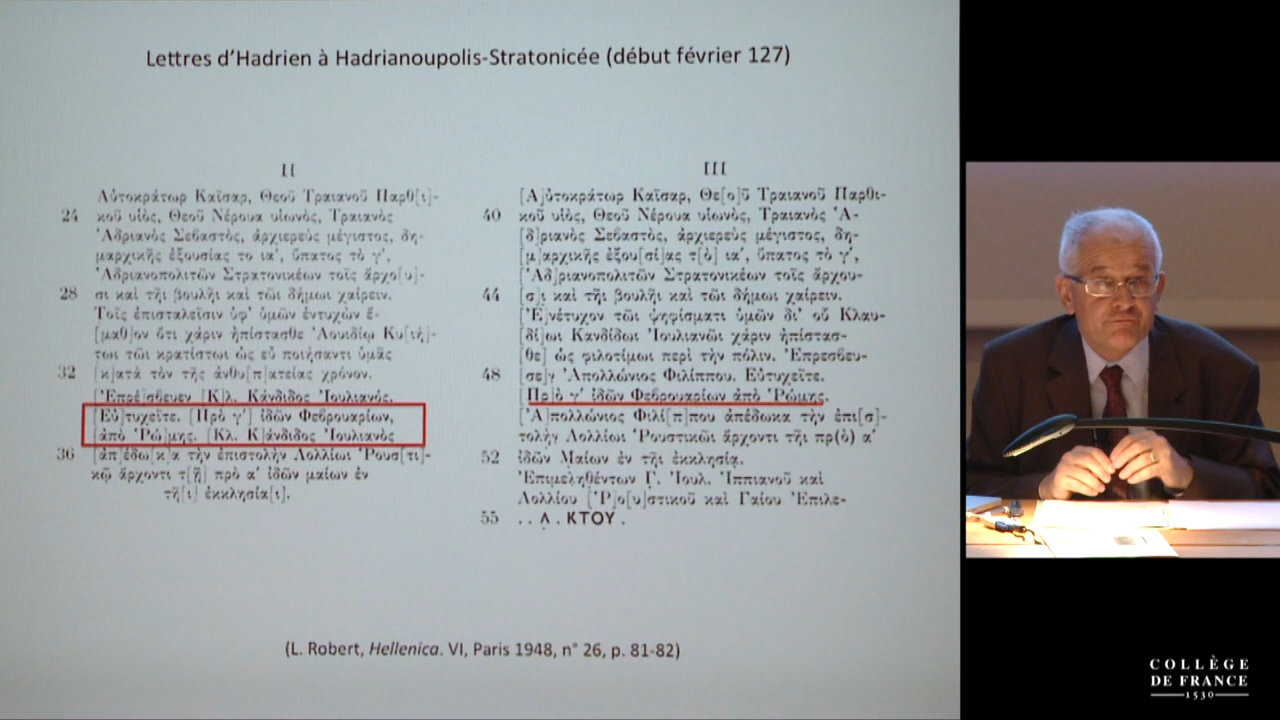 Lettres d'Hadrien à Hadrianoupolis-Stratonicée (début février 127)
II
Αὐτοκράτωρ Καῖσαρ, Θεοῦ Τραιανοῦ Παρθ[ι]-
24 κοῦ υἱός, Θεοῦ Νέρουα υἱωνός, Τραιανὸς
Ἁδριανὸς Σεβαστός, ἀρχιερεὺς μέγιστος, δη-
μαρχικῆς ἐξουσίας το ια΄, ὕπατος τὸ γ΄,
Ἁδριανοπολιτῶν Στρατονικέων τοῖς ἄρχο[υ]-
28 σι καὶ τῆι βουλῆι καὶ τῶι δήμωι χαίρειν.
Τοῖς ἐπισταλεῖσιν ὑφ' ὑμῶν ἐντυχὼν ἔ-
[μαθ]ον ὅτι χάριν ἠπίστασθε Ἀουιδίῳ Κυ[ιή]-
τωι τῶι κρατίστωι ὡς εὖ ποιήσαντι ὑμᾶς
32 [κ]ατὰ τὸν τῆς ἀνθυ[π]ατείας χρόνον.
[Ἐπρέ]σβευεν [Κ]λ. Κάνδιδος Ἰουλιανός.
[Εὐ]τυχεῖτε. [Πρὸ γ΄] ἰδῶν Φεβρουαρίων,
ἀπὸ Ῥώ]μης. [Κλ. Κ]άνδιδος Ἰουλιανὸς
36 [ἀπ]έδω[κ]α τὴν ἐπιστολὴν Λολλίωι Ῥουσ[τι]-
κῷ ἄρχοντι τ[ῇ] πρὸ α΄ ἰδῶν μαίων ἐν
τῆ[ι] ἐκκλησία[ι].
III
[Α]ὐτοκράτωρ Καῖσαρ, Θε[ο]ῦ Τραιανοῦ Παρθι-
40 κοῦ υἱός, Θεοῦ Νέρουα υἱωνός, Τραιανὸς Ἁ-
[δ]ριανὸς Σεβαστός, ἀρχιερεὺς μέγιστος, δη-
[μ]αρχικῆς ἐξου[σί]ας τ[ὸ] ια΄, ὕπατος τὸ γ΄,
[Ἁδ]ριανοπολιτῶν Στρατονικέων τοῖς ἄρχου-
44 [σ]ι καὶ τῆι βουλῆι καὶ τῶι δήμωι χαίρειν.
[Ἐ]νέτυχον τῶι ψηφίσματι ὑμῶν δι' οὗ Κλαυ-
[δί]ωι Κανδίδωι Ἰουλιανῶι χάριν ἠπίστασ-
[θε] ὡς φιλοτίμωι περὶ τὴν πόλιν. Ἐπρεσβευ-
48 [σε]ν Ἀπολλώνιος Φιλίππου. Εὐτυχεῖτε.
[Πρ]ὸ γ΄ ἰδῶν Φεβρουαρίων ἀπὸ Ῥώμης.
[Ἀ]πολλώνιος Φιλί[π]που ἀπέδωκα τὴν ἐπι[σ]-
τολὴν Λολλίωι Ῥουστικῶι ἄρχοντι τῆι πρ(ὸ) α΄
52 ἰδῶν Μαίων ἐν τῆι ἐκκλησίᾳ.
Ἐπιμεληθέντων Γ. Ἰουλ. Ἱππιανοῦ καὶ
Λολλίου [Ῥ]ο[υ]στικοῦ καὶ Γαίου Ἐπιλε-
55 . . Λ . ΚΤΟΥ .
(L. Robert, Hellenica. VI, Paris 1948, n° 26, p. 81-82)
COLLÈGE
DE FRANCE
1530